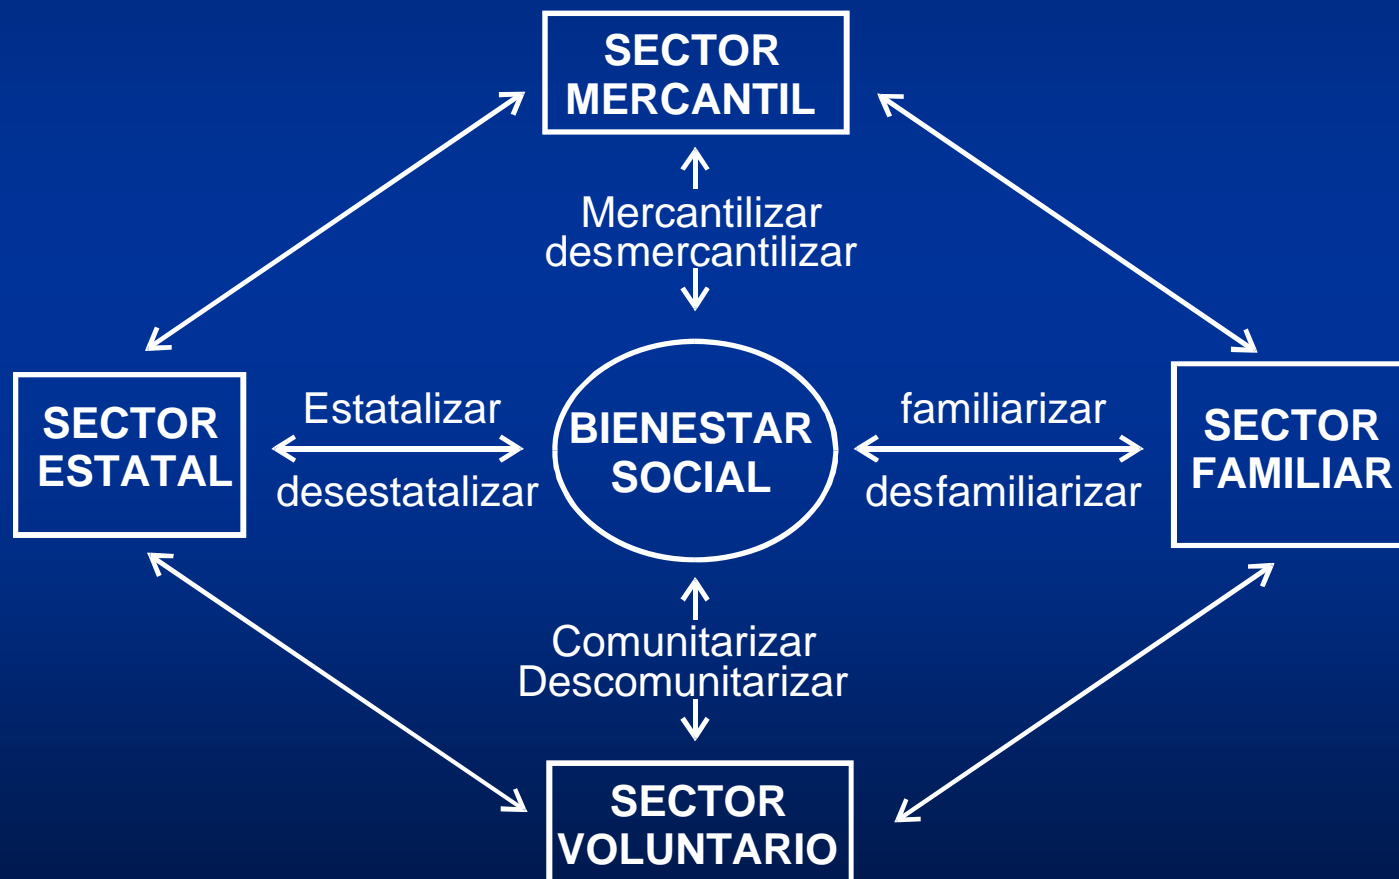 SECTOR
MERCANTIL
Mercantilizar
desmercantilizar
SECTOR
ESTATAL
Estatalizar
desestatalizar
BIENESTAR
SOCIAL
familiarizar
desfamiliarizar
SECTOR
FAMILIAR
Comunitarizar
Descomunitarizar
SECTOR
VOLUNTARIO